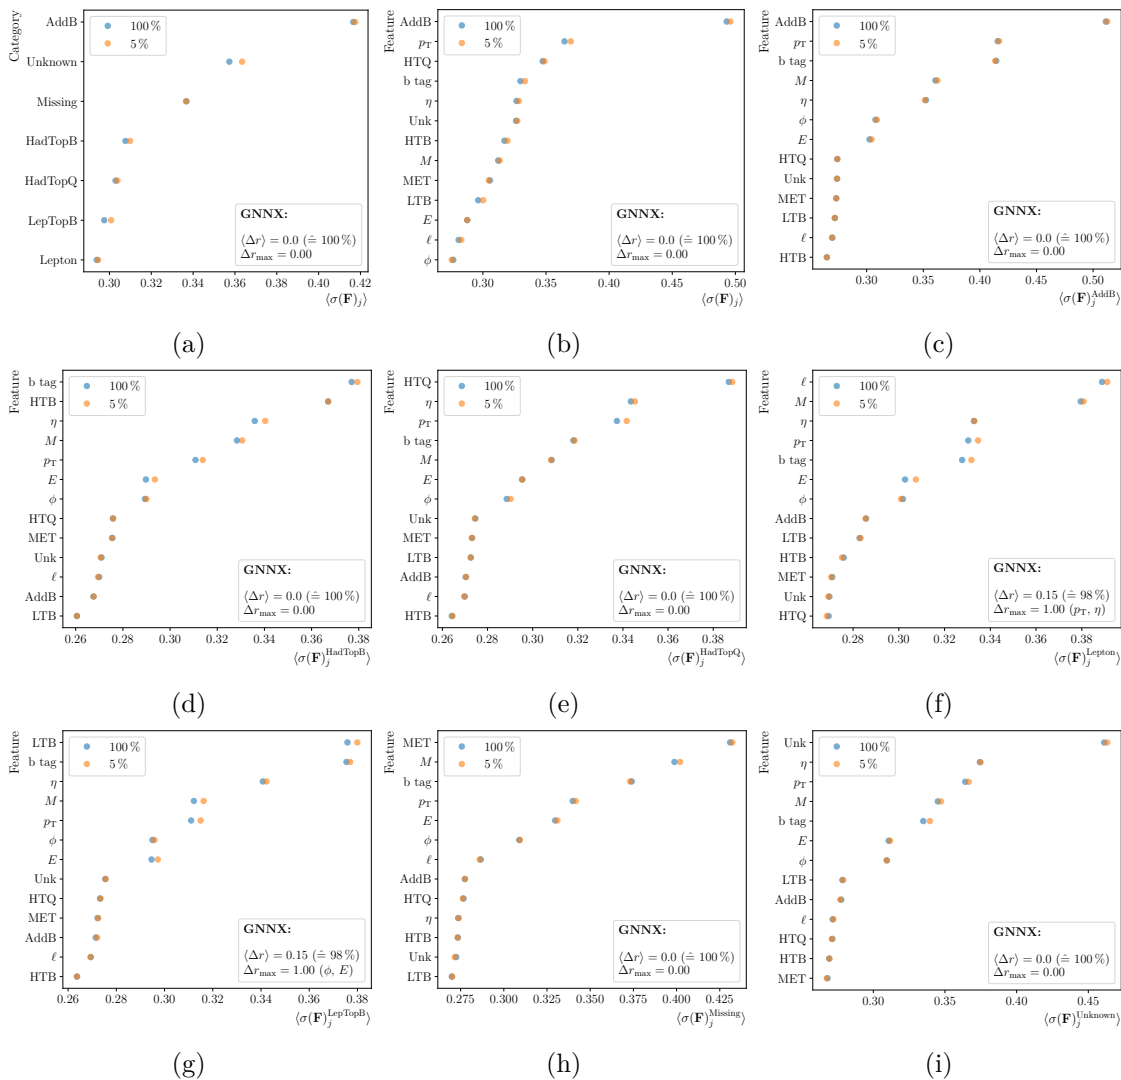 Category
AddB
Unknown
Missing
HadTopB
HadTopQ
LepTopB
Lepton
100 %
5 %
GNNX:
⟨Δr⟩ = 0.0 (≙ 100 %)
Δr_max = 0.00
0.30 0.32 0.34 0.36 0.38 0.40 0.42
⟨σ(F)_j⟩
(a)
Feature
AddB
p_T
HTQ
b tag
η
Unk
HTB
M
MET
LTB
E
ℓ
ϕ
100 %
5 %
GNNX:
⟨Δr⟩ = 0.0 (≙ 100 %)
Δr_max = 0.00
0.30 0.35 0.40 0.45 0.50
⟨σ(F)_j⟩
(b)
Feature
AddB
p_T
b tag
M
η
ϕ
E
HTQ
Unk
MET
LTB
ℓ
HTB
100 %
5 %
GNNX:
⟨Δr⟩ = 0.0 (≙ 100 %)
Δr_max = 0.00
0.30 0.35 0.40 0.45 0.50
⟨σ(F)_j^AddB⟩
(c)
Feature
b tag
HTB
η
M
p_T
E
ϕ
HTQ
MET
Unk
ℓ
AddB
LTB
100 %
5 %
GNNX:
⟨Δr⟩ = 0.0 (≙ 100 %)
Δr_max = 0.00
0.26 0.28 0.30 0.32 0.34 0.36 0.38
⟨σ(F)_j^HadTopB⟩
(d)
Feature
HTQ
η
p_T
b tag
M
E
ϕ
Unk
MET
LTB
AddB
ℓ
HTB
100 %
5 %
GNNX:
⟨Δr⟩ = 0.0 (≙ 100 %)
Δr_max = 0.00
0.26 0.28 0.30 0.32 0.34 0.36 0.38
⟨σ(F)_j^HadTopQ⟩
(e)
Feature
ℓ
M
η
p_T
b tag
E
ϕ
AddB
LTB
HTB
MET
Unk
HTQ
100 %
5 %
GNNX:
⟨Δr⟩ = 0.15 (≙ 98 %)
Δr_max = 1.00 (p_T, η)
0.28 0.30 0.32 0.34 0.36 0.38
⟨σ(F)_j^Lepton⟩
(f)
Feature
LTB
b tag
η
M
p_T
ϕ
E
Unk
HTQ
MET
AddB
ℓ
HTB
100 %
5 %
GNNX:
⟨Δr⟩ = 0.15 (≙ 98 %)
Δr_max = 1.00 (ϕ, E)
0.26 0.28 0.30 0.32 0.34 0.36 0.38
⟨σ(F)_j^LepTopB⟩
(g)
Feature
MET
M
b tag
p_T
E
ϕ
ℓ
AddB
HTQ
η
HTB
Unk
LTB
100 %
5 %
GNNX:
⟨Δr⟩ = 0.0 (≙ 100 %)
Δr_max = 0.00
0.275 0.300 0.325 0.350 0.375 0.400 0.425
⟨σ(F)_j^Missing⟩
(h)
Feature
Unk
η
p_T
M
b tag
E
ϕ
LTB
AddB
ℓ
HTQ
HTB
MET
100 %
5 %
GNNX:
⟨Δr⟩ = 0.0 (≙ 100 %)
Δr_max = 0.00
0.30 0.35 0.40 0.45
⟨σ(F)_j^Unknown⟩
(i)